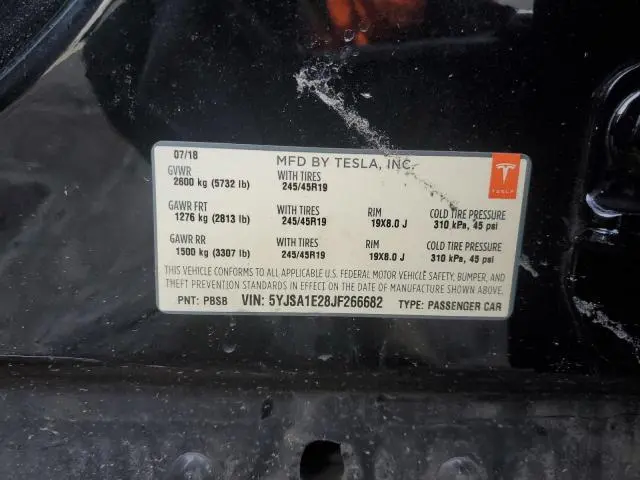 07/18 MFD BY TESLA, INC.
GVWR WITH TIRES
2600 kg (5732 lb) 245/45R19
TESLA
GAWR FRT WITH TIRES RIM COLD TIRE PRESSURE
1276 kg (2813 lb) 245/45R19 19X8.0 J 310 kPa, 45 psi
GAWR RR WITH TIRES RIM COLD TIRE PRESSURE
1500 kg (3307 lb) 245/45R19 19X8.0 J 310 kPa, 45 psi
THIS VEHICLE CONFORMS TO ALL APPLICABLE U.S. FEDERAL MOTOR VEHICLE SAFETY, BUMPER, AND
THEFT PREVENTION STANDARDS IN EFFECT ON THE DATE OF MANUFACTURE SHOWN ABOVE.
PNT: PBSB VIN: 5YJSA1E28JF266682 TYPE: PASSENGER CAR